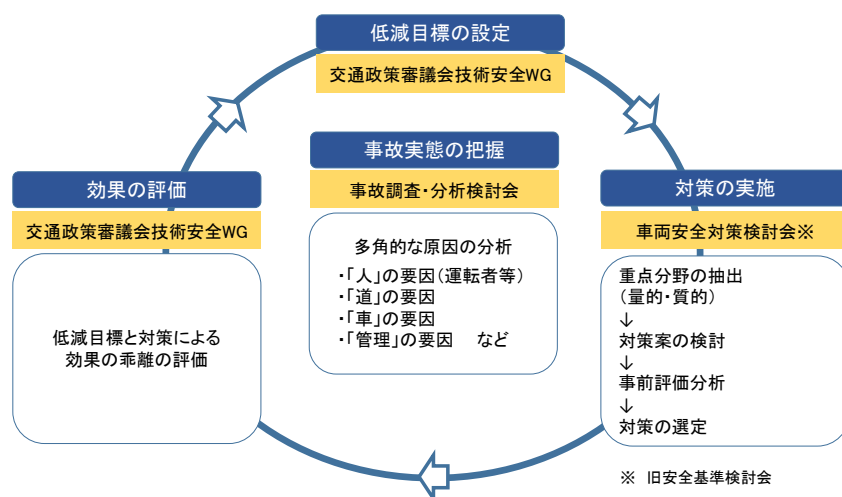 低減目標の設定
交通政策審議会技術安全WG
事故実態の把握
事故調査・分析検討会
多角的な原因の分析
・「人」の要因（運転者等）
・「道」の要因
・「車」の要因
・「管理」の要因　など
効果の評価
交通政策審議会技術安全WG
低減目標と対策による
効果の乖離の評価
対策の実施
車両安全対策検討会※
重点分野の抽出
（量的・質的）
↓
対策案の検討
↓
事前評価分析
↓
対策の選定
※　旧安全基準検討会